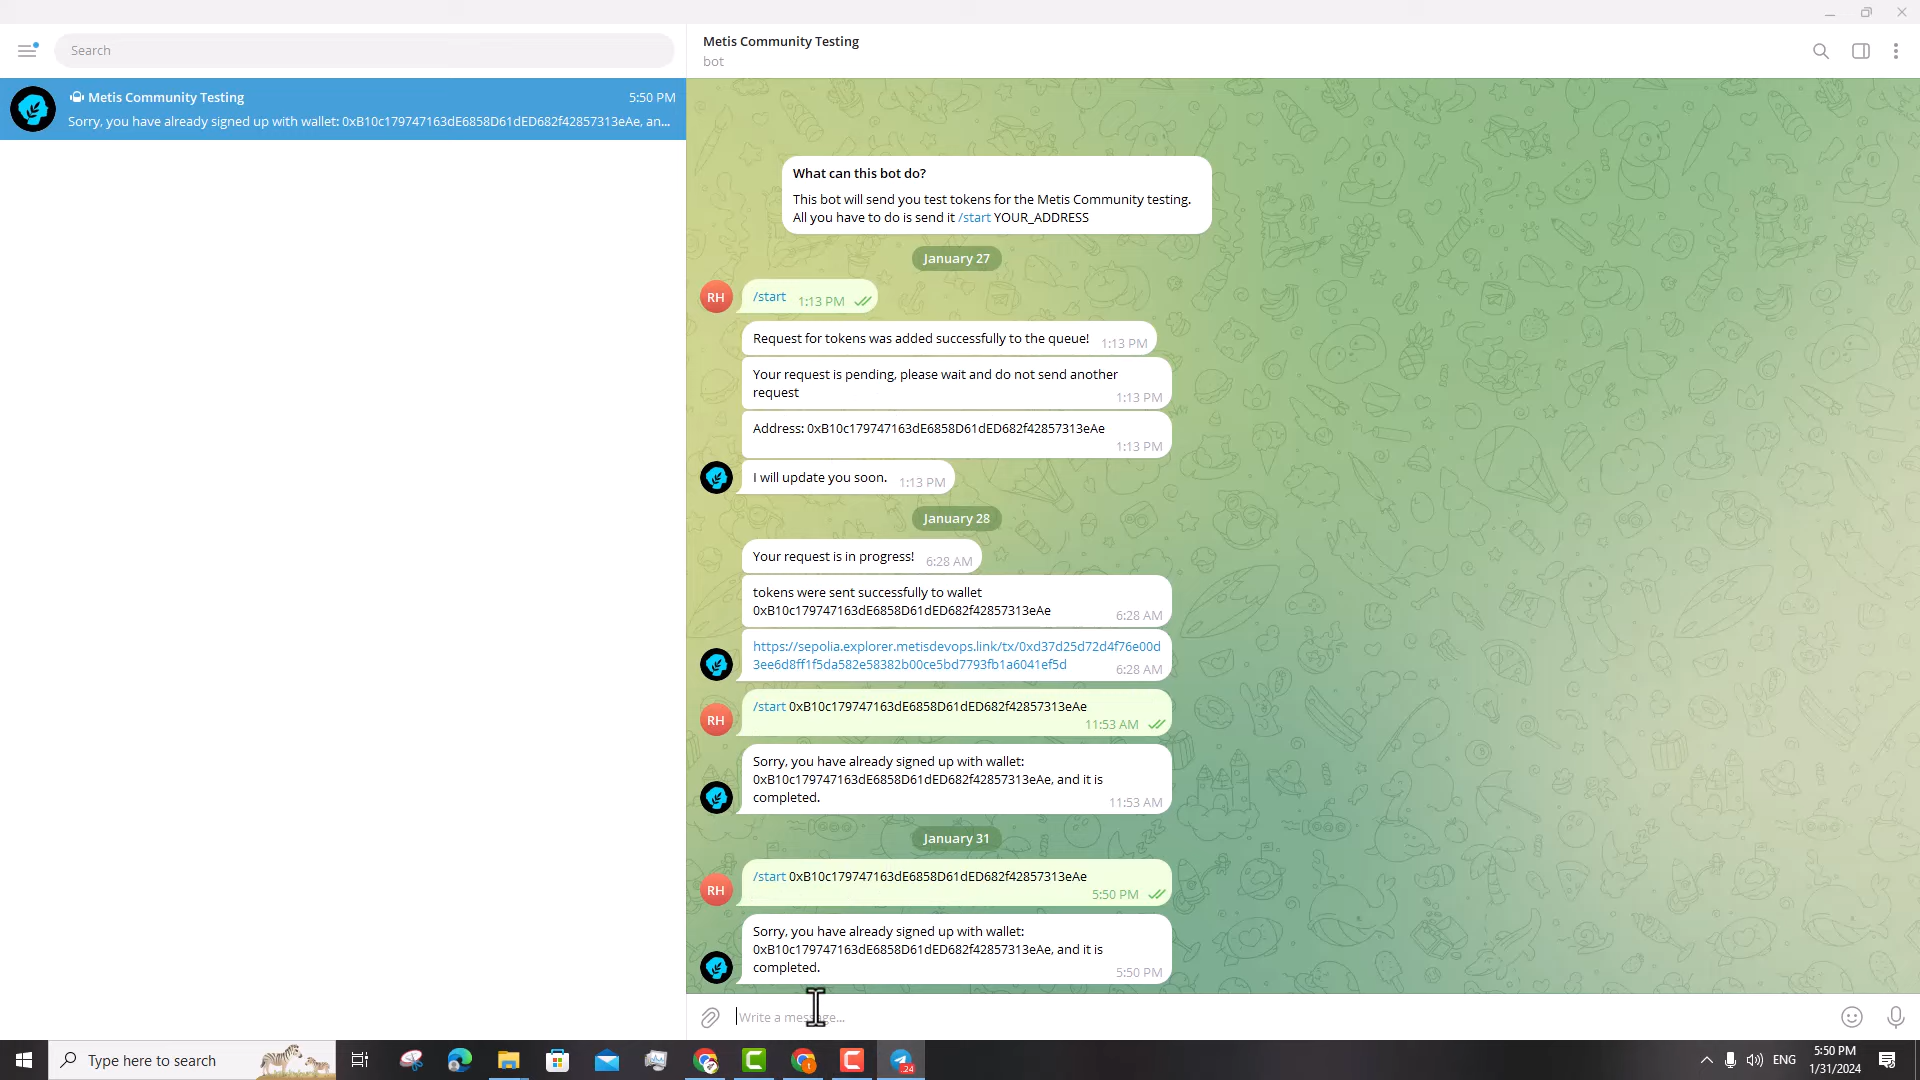 Search
Metis Community Testing
bot
Metis Community Testing
5:50 PM
Sorry, you have already signed up with wallet: 0xB10c179747163dE6858D61dED682f42857313eAe, an...
What can this bot do?
This bot will send you test tokens for the Metis Community testing.
All you have to do is send it /start YOUR_ADDRESS
January 27
RH
/start 1:13 PM
Request for tokens was added successfully to the queue! 1:13 PM
Your request is pending, please wait and do not send another
request
1:13 PM
Address: 0xB10c179747163dE6858D61dED682f42857313eAe
1:13 PM
I will update you soon. 1:13 PM
January 28
Your request is in progress! 6:28 AM
tokens were sent successfully to wallet
0xB10c179747163dE6858D61dED682f42857313eAe
6:28 AM
https://sepolia.explorer.metisdevops.link/tx/0xd37d25d72d4f76e00d
3ee6d8ff1f5da582e58382b00ce5bd7793fb1a6041ef5d
6:28 AM
/start 0xB10c179747163dE6858D61dED682f42857313eAe
RH
11:53 AM
Sorry, you have already signed up with wallet:
0xB10c179747163dE6858D61dED682f42857313eAe, and it is
completed.
11:53 AM
January 31
/start 0xB10c179747163dE6858D61dED682f42857313eAe
RH
5:50 PM
Sorry, you have already signed up with wallet:
0xB10c179747163dE6858D61dED682f42857313eAe, and it is
completed.
5:50 PM
Write a message...
Type here to search
24
ENG
5:50 PM
1/31/2024